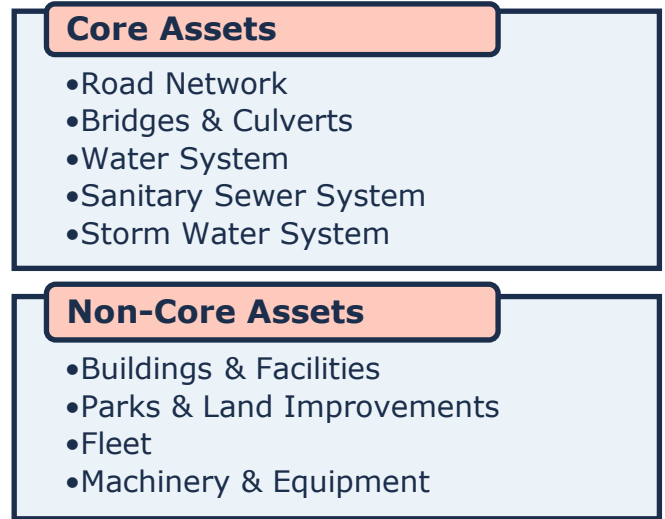 Core Assets
•Road Network
•Bridges & Culverts
•Water System
•Sanitary Sewer System
•Storm Water System
Non-Core Assets
•Buildings & Facilities
•Parks & Land Improvements
•Fleet
•Machinery & Equipment